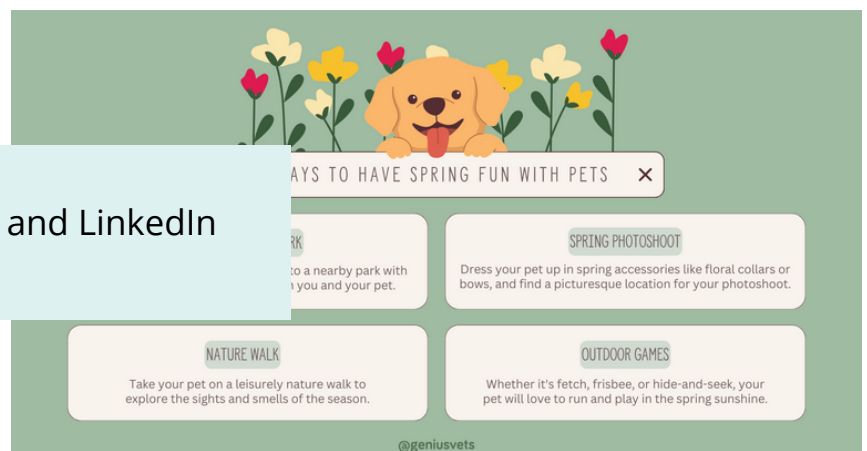 AYS TO HAVE SPRING FUN WITH PETS
and LinkedIn
to a nearby park with
you and your pet.
SPRING PHOTOSHOOT
Dress your pet up in spring accessories like floral collars or
bows, and find a picturesque location for your photoshoot.
NATURE WALK
Take your pet on a leisurely nature walk to
explore the sights and smells of the season.
OUTDOOR GAMES
Whether it's fetch, frisbee, or hide-and-seek, your
pet will love to run and play in the spring sunshine.
@geniusvets